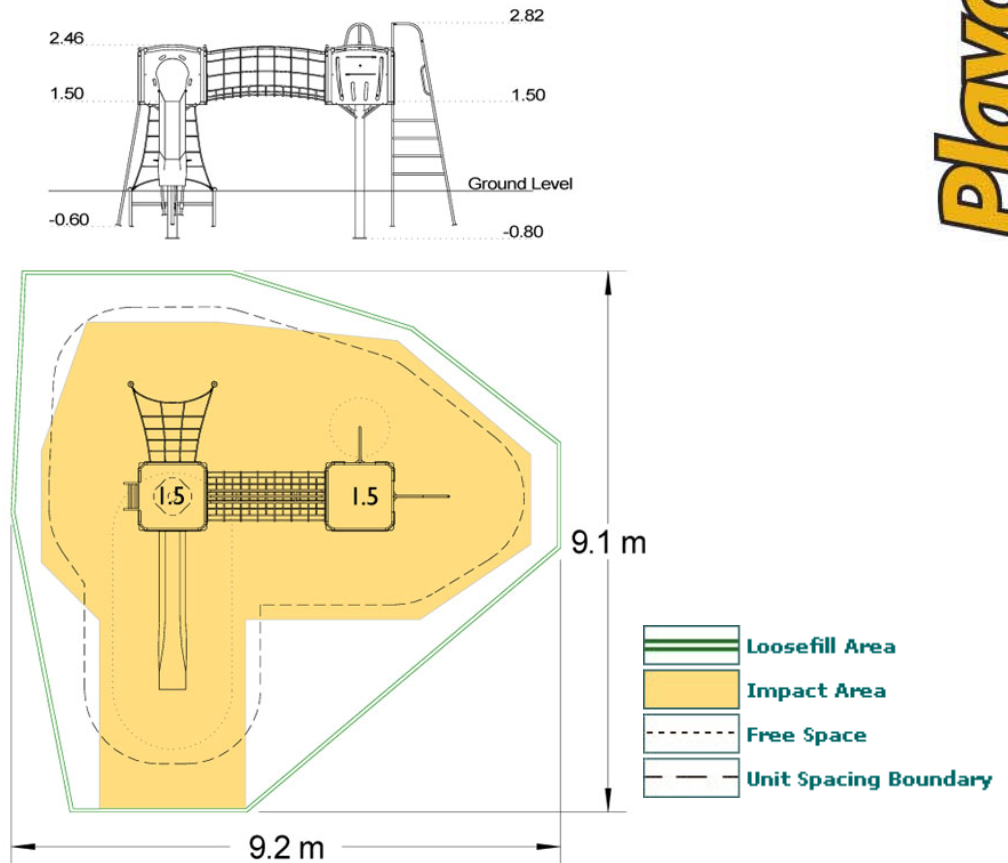 2.82
2.46
1.50
1.50
Ground Level
-0.60
-0.80
1.5
1.5
9.1 m
Loosefill Area
Impact Area
Free Space
Unit Spacing Boundary
9.2 m